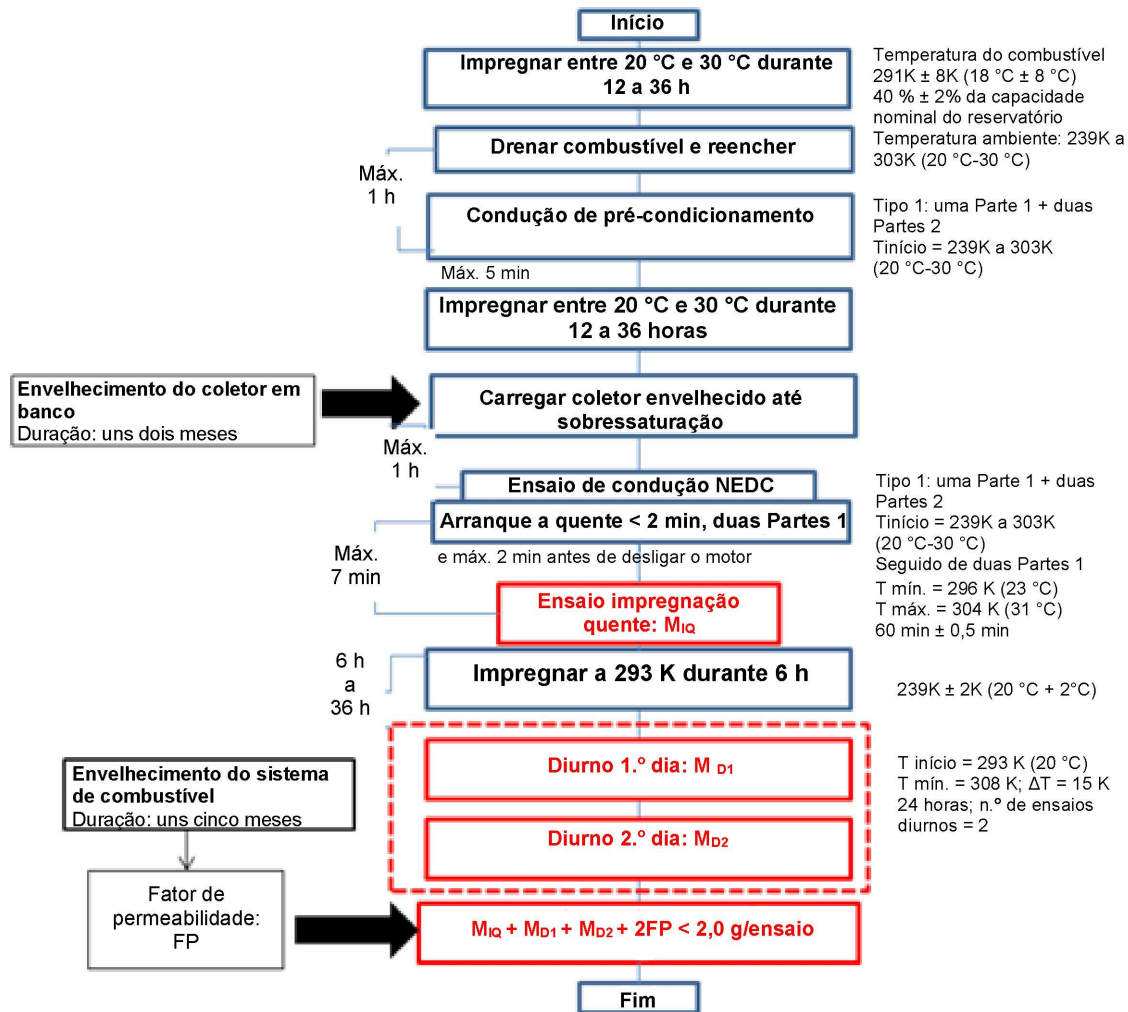 Início
Impregnar entre 20 °C e 30 °C durante
12 a 36 h
Temperatura do combustível
291K ± 8K (18 °C ± 8 °C)
40 % ± 2% da capacidade
nominal do reservatório
Temperatura ambiente: 239K a
303K (20 °C-30 °C)
Drenar combustível e reencher
Máx.
1 h
Condução de pré-condicionamento
Tipo 1: uma Parte 1 + duas
Partes 2
Tinício = 239K a 303K
(20 °C-30 °C)
Máx. 5 min
Impregnar entre 20 °C e 30 °C durante
12 a 36 horas
Envelhecimento do coletor em
banco
Duração: uns dois meses
Carregar coletor envelhecido até
sobressaturação
Máx.
1 h
Ensaio de condução NEDC
Arranque a quente < 2 min, duas Partes 1
e máx. 2 min antes de desligar o motor
Tipo 1: uma Parte 1 + duas
Partes 2
Tinício = 239K a 303K
(20 °C-30 °C)
Seguido de duas Partes 1
Máx.
7 min
Ensaio impregnação
quente: MIQ
T mín. = 296 K (23 °C)
T máx. = 304 K (31 °C)
60 min ± 0,5 min
6 h
a
36 h
Impregnar a 293 K durante 6 h
239K ± 2K (20 °C + 2°C)
Diurno 1.º dia: M D1
Diurno 2.º dia: MD2
T início = 293 K (20 °C)
T mín. = 308 K; ΔT = 15 K
24 horas; n.º de ensaios
diurnos = 2
Envelhecimento do sistema
de combustível
Duração: uns cinco meses
Fator de
permeabilidade:
FP
MIQ + MD1 + MD2 + 2FP < 2,0 g/ensaio
Fim